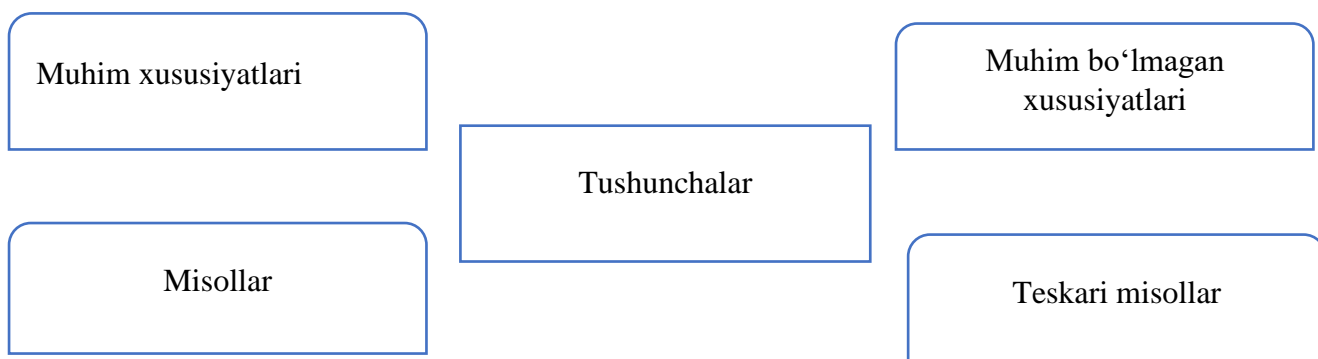 Muhim xususiyatlari
Muhim bo‘lmagan
xususiyatlari
Tushunchalar
Misollar
Teskari misollar